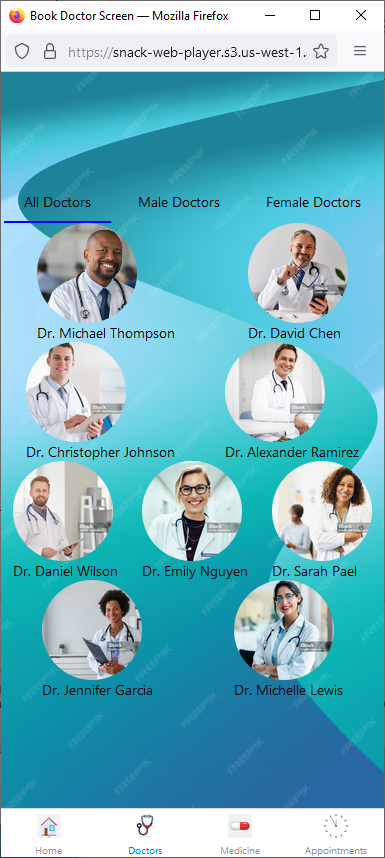 Book Doctor Screen — Mozilla Firefox
https://snack-web-player.s3.us-west-1.
All Doctors Male Doctors Female Doctors
Dr. Michael Thompson Dr. David Chen
Dr. Christopher Johnson Dr. Alexander Ramirez
Dr. Daniel Wilson Dr. Emily Nguyen Dr. Sarah Pael
Dr. Jennifer Garcia Dr. Michelle Lewis
Home Doctors Medicine Appointments